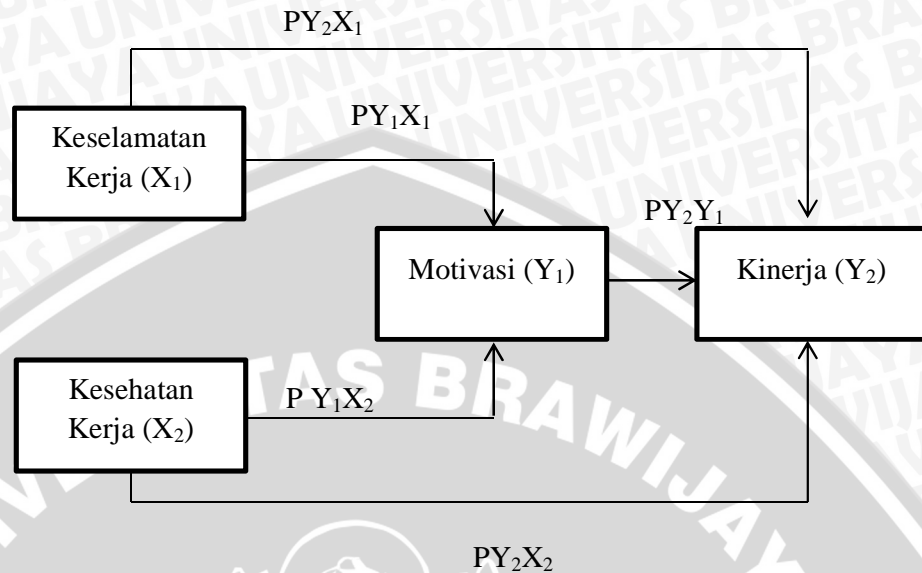 PY₂X₁
PY₁X₁
Keselamatan
Kerja (X₁)
PY₂Y₁
Motivasi (Y₁)
Kinerja (Y₂)
Kesehatan
Kerja (X₂)
P Y₁X₂
PY₂X₂